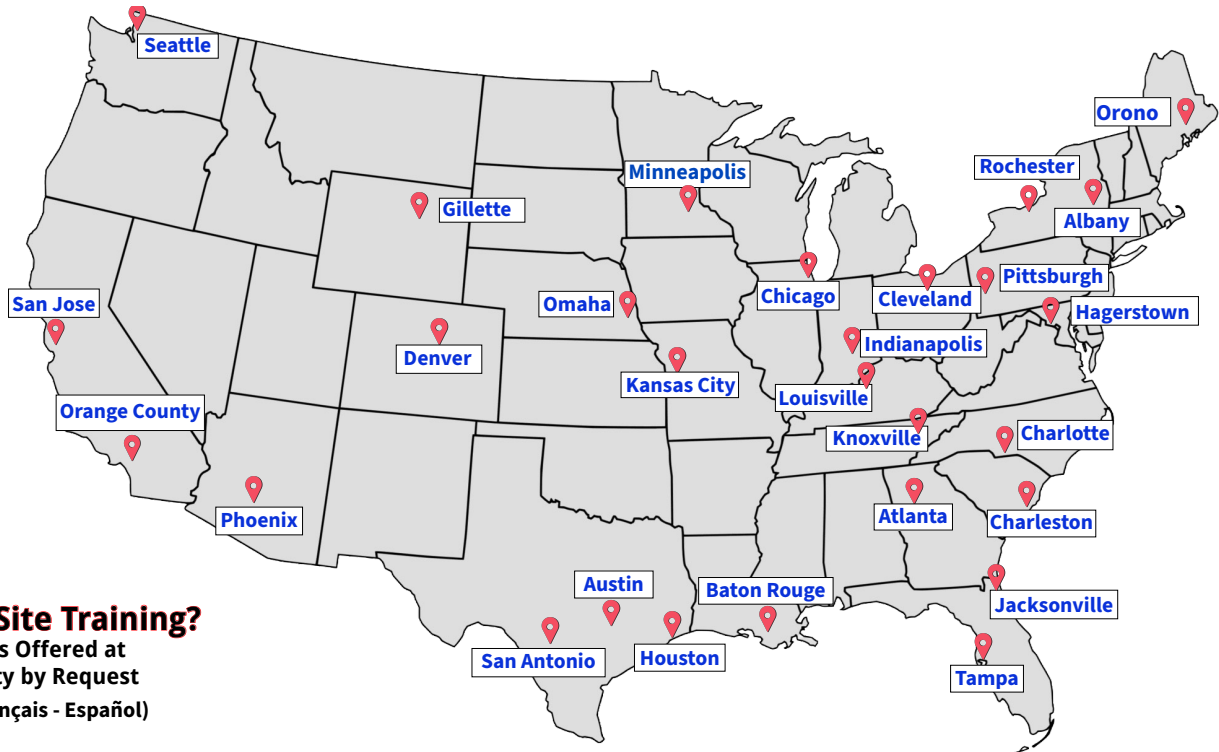 Seattle
Orono
Rochester
Minneapolis
Gillette
Albany
Pittsburgh
San Jose
Omaha
Chicago
Cleveland
Hagerstown
Denver
Indianapolis
Kansas City
Louisville
Orange County
Knoxville
Charlotte
Phoenix
Atlanta
Charleston
Austin
Baton Rouge
Jacksonville
San Antonio
Houston
Tampa
Site Training?
s Offered at
ty by Request
nçais - Español)